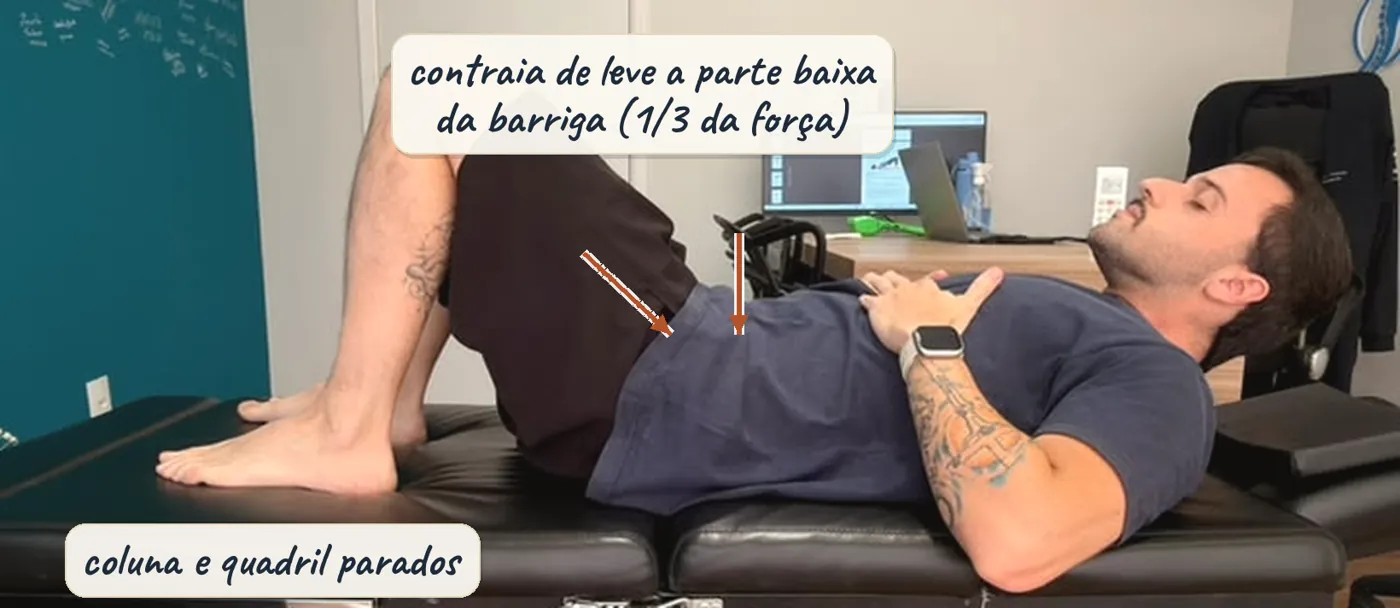 contraia de leve a parte baixa
da barriga (1/3 da força)
coluna e quadril parados